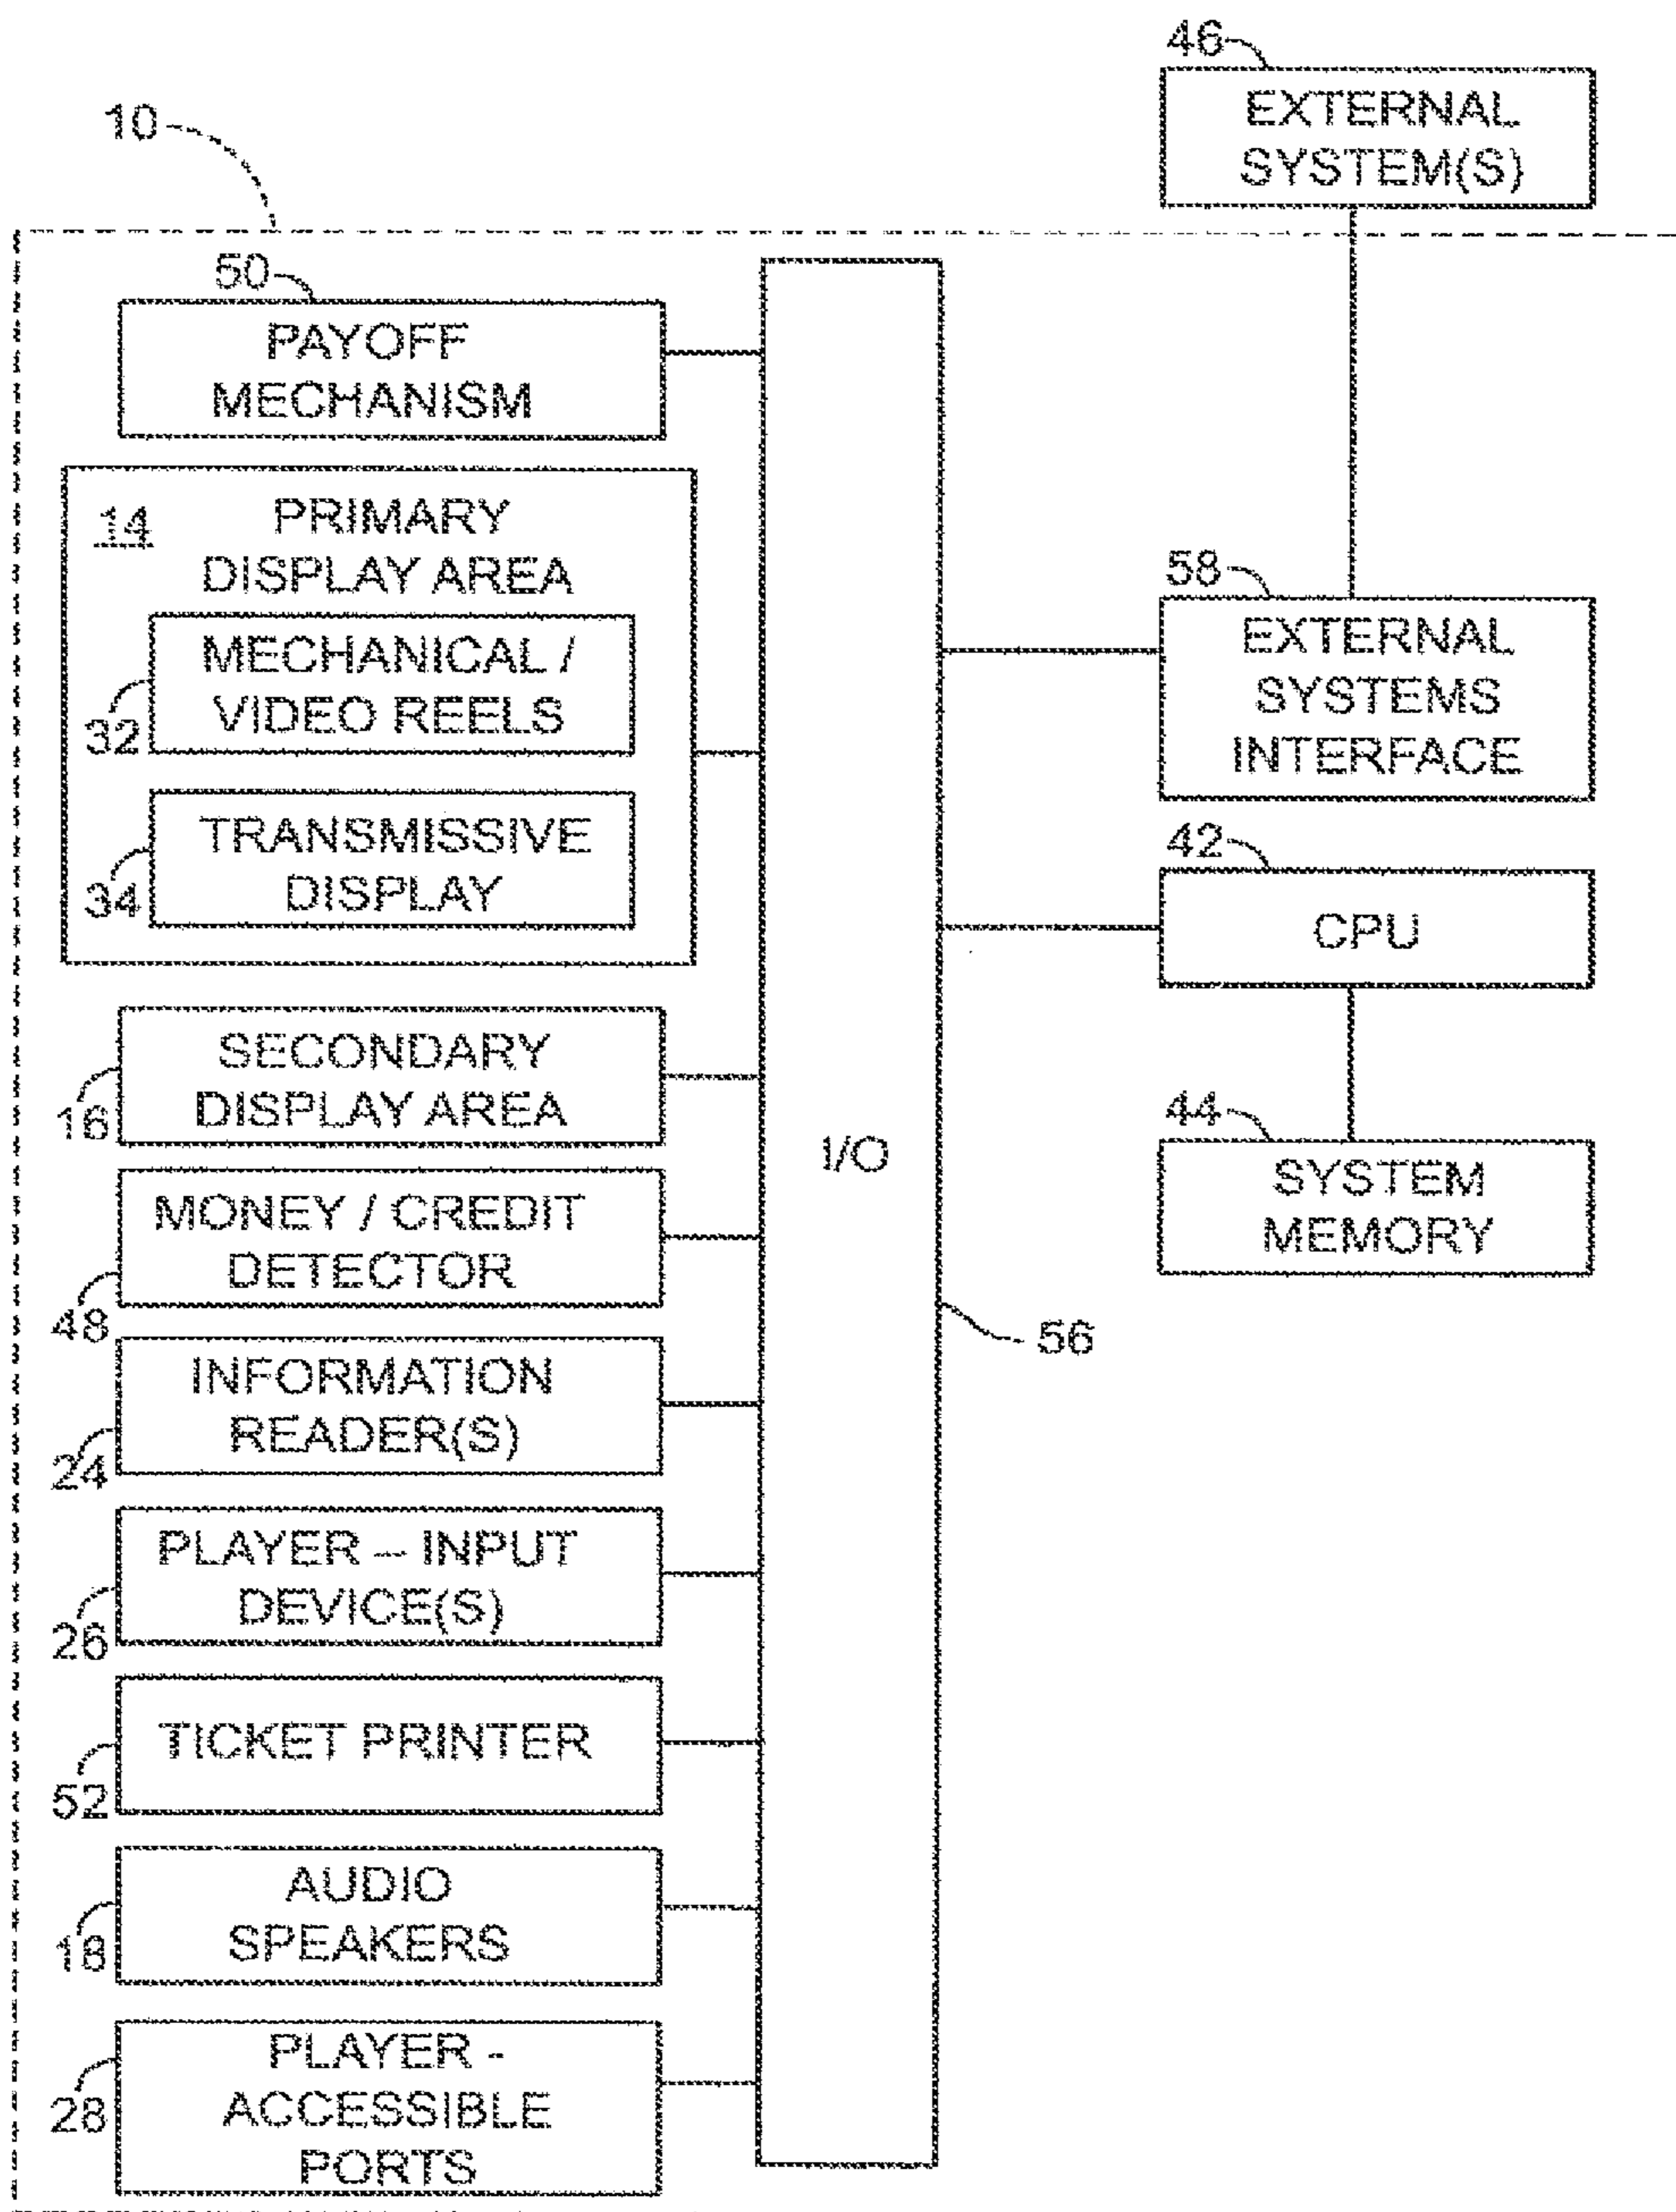 46
EXTERNAL
SYSTEM(S)
10
50
PAYOFF
MECHANISM
14
PRIMARY
DISPLAY AREA
MECHANICAL /
VIDEO REELS
32
TRANSMISSIVE
DISPLAY
34
SECONDARY
DISPLAY AREA
16
MONEY / CREDIT
DETECTOR
48
INFORMATION
READER(S)
24
PLAYER – INPUT
DEVICE(S)
26
TICKET PRINTER
52
AUDIO
SPEAKERS
18
PLAYER -
ACCESSIBLE
PORTS
28
I/O
56
58
EXTERNAL
SYSTEMS
INTERFACE
42
CPU
44
SYSTEM
MEMORY